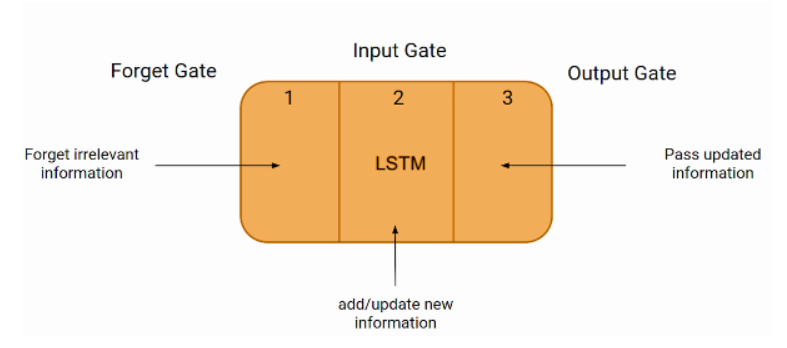 Input Gate
Forget Gate
Output Gate
1
2
3
Forget irrelevant
information
LSTM
Pass updated
information
add/update new
information